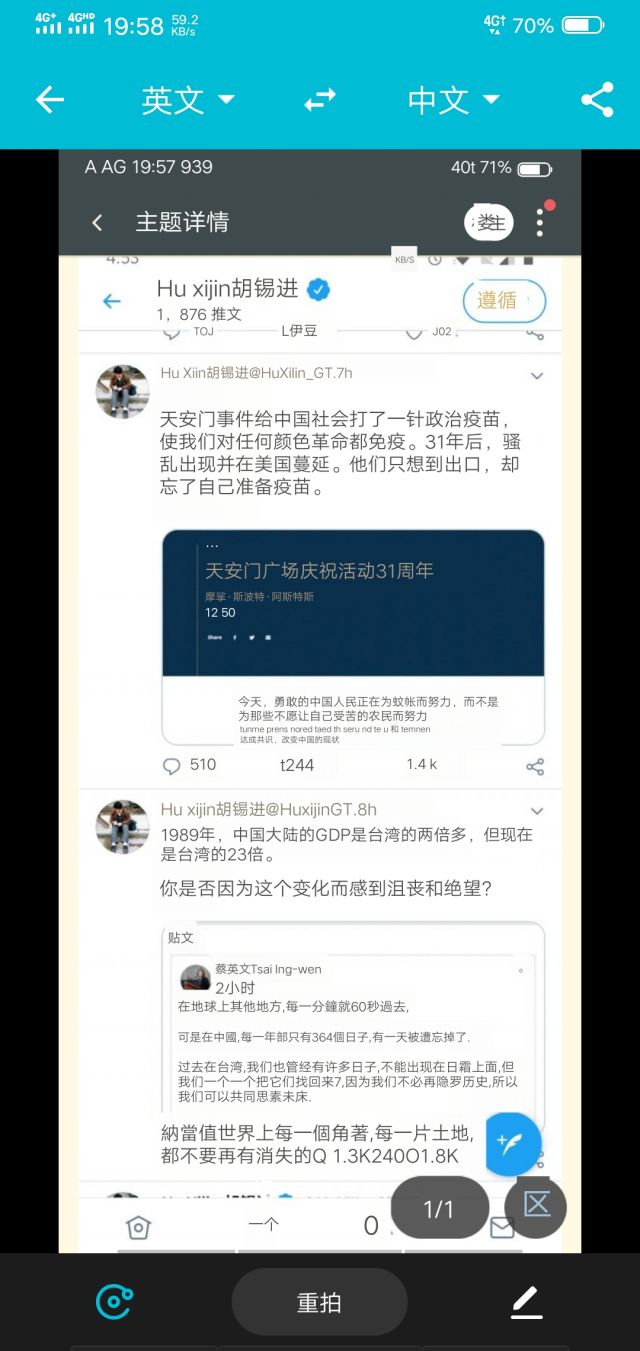 4G⁺ 4Gᴴᴰ 19:58 59.2 KB/s 4G↑ 70%
英文 中文
A AG 19:57 939 40t 71%
主题详情 娄主
4:53 KB/S
Hu xijin胡锡进
1，876 推文 遵循
TOJ L伊豆 J02
Hu Xiin胡锡进@HuXilin_GT.7h
天安门事件给中国社会打了一针政治疫苗，
使我们对任何颜色革命都免疫。31年后，骚
乱出现并在美国蔓延。他们只想到出口，却
忘了自己准备疫苗。
...
天安门广场庆祝活动31周年
摩挲·斯波特·阿斯特斯
12 50
Share
今天，勇敢的中国人民正在为蚊帐而努力，而不是
为那些不愿让自己受苦的农民而努力
tunme prens nored taed th seru nd te u 和 temnen
达成共识，改变中国的现状
510 t244 1.4 k
Hu xijin胡锡进@HuxijinGT.8h
1989年，中国大陆的GDP是台湾的两倍多，但现在
是台湾的23倍。
你是否因为这个变化而感到沮丧和绝望?
贴文
蔡英文Tsai Ing-wen 。
2小时
在地球上其他地方,每一分鐘就60秒過去,
可是在中國,每一年都只有364個日子,有一天被遭忘掉了.
过去在台湾,我们也管经有许多日子,不能出现在日霜上面,但
我们一个一个把它们找回来7,因为我们不必再隐罗历史,所以
我们可以共同思素未床.
納當值世界上每一個角著,每一片土地,
都不要再有消失的Q 1.3K240O1.8K
一个 0 1/1 区
重拍